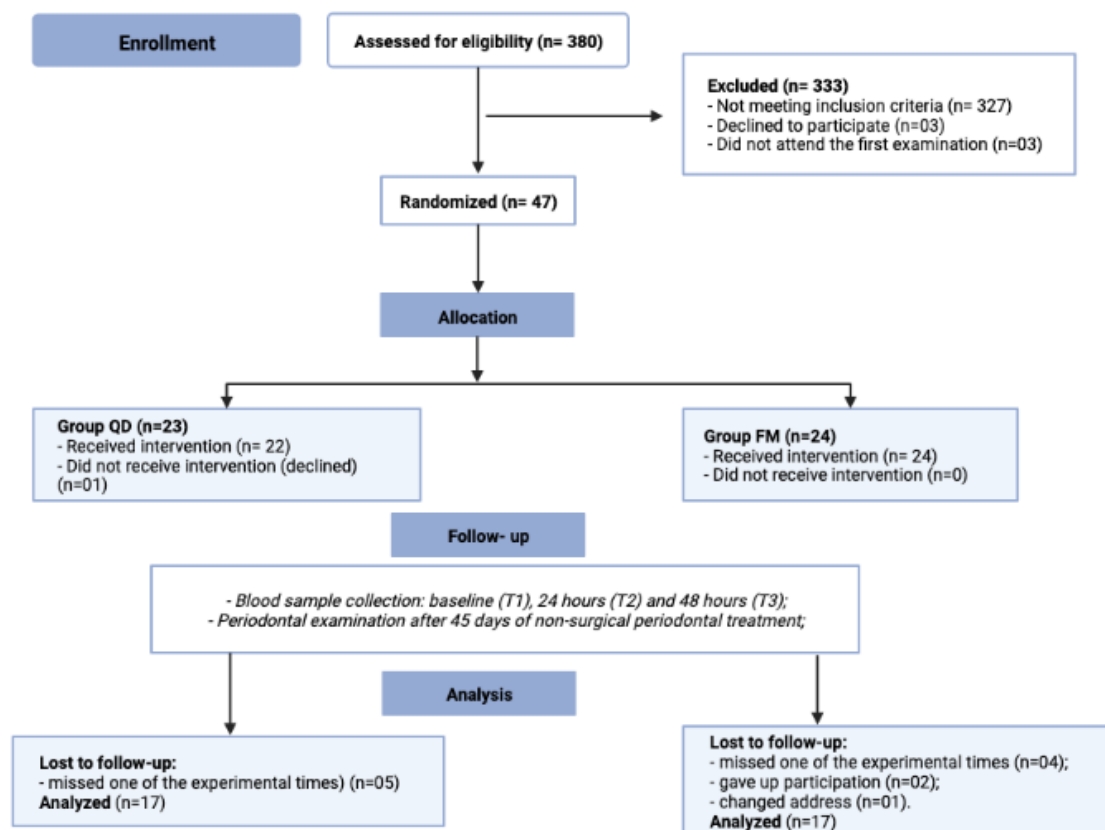 Enrollment
Assessed for eligibility (n= 380)
Excluded (n= 333)
- Not meeting inclusion criteria (n= 327)
- Declined to participate (n=03)
- Did not attend the first examination (n=03)
Randomized (n= 47)
Allocation
Group QD (n=23)
- Received intervention (n= 22)
- Did not receive intervention (declined)
(n=01)
Group FM (n=24)
- Received intervention (n= 24)
- Did not receive intervention (n=0)
Follow- up
- Blood sample collection: baseline (T1), 24 hours (T2) and 48 hours (T3);
- Periodontal examination after 45 days of non-surgical periodontal treatment;
Analysis
Lost to follow-up:
- missed one of the experimental times) (n=05)
Analyzed (n=17)
Lost to follow-up:
- missed one of the experimental times (n=04);
- gave up participation (n=02);
- changed address (n=01).
Analyzed (n=17)